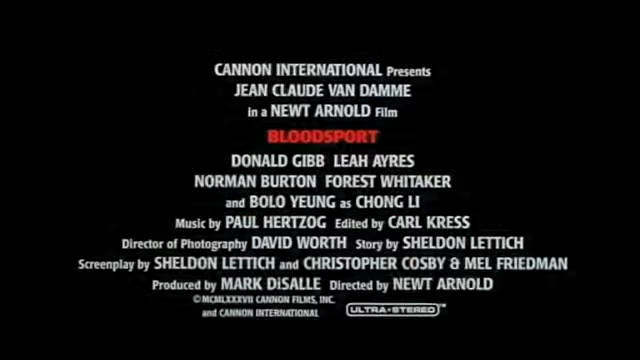 CANNON INTERNATIONAL Presents
JEAN CLAUDE VAN DAMME
in a NEWT ARNOLD Film
BLOODSPORT
DONALD GIBB LEAH AYRES
NORMAN BURTON FOREST WHITAKER
and BOLO YEUNG as CHONG LI
Music by PAUL HERTZOG Edited by CARL KRESS
Director of Photography DAVID WORTH Story by SHELDON LETTICH
Screenplay by SHELDON LETTICH and CHRISTOPHER COSBY & MEL FRIEDMAN
Produced by MARK DiSALLE Directed by NEWT ARNOLD
©MCMLXXXVII CANNON FILMS, INC.
and CANNON INTERNATIONAL
ULTRA•STEREO™